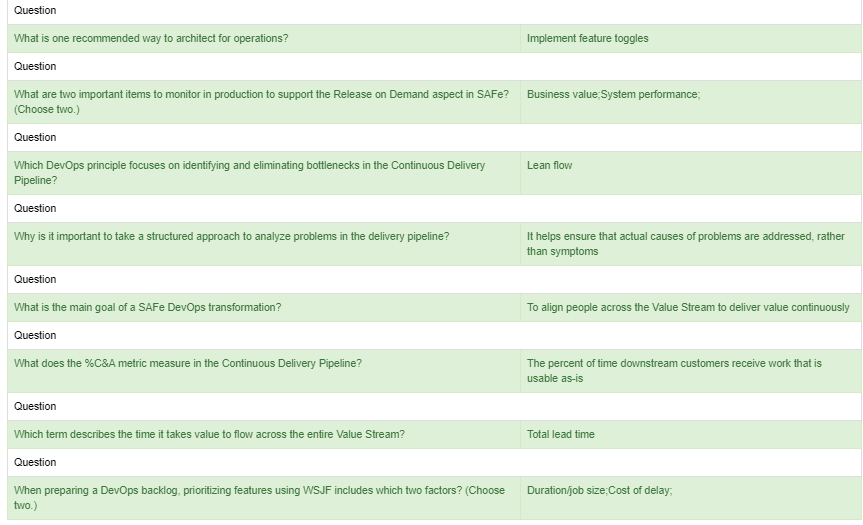 Question
What is one recommended way to architect for operations?
Implement feature toggles
Question
What are two important items to monitor in production to support the Release on Demand aspect in SAFe?
(Choose two.)
Business value;System performance;
Question
Which DevOps principle focuses on identifying and eliminating bottlenecks in the Continuous Delivery
Pipeline?
Lean flow
Question
Why is it important to take a structured approach to analyze problems in the delivery pipeline?
It helps ensure that actual causes of problems are addressed, rather
than symptoms
Question
What is the main goal of a SAFe DevOps transformation?
To align people across the Value Stream to deliver value continuously
Question
What does the %C&A metric measure in the Continuous Delivery Pipeline?
The percent of time downstream customers receive work that is
usable as-is
Question
Which term describes the time it takes value to flow across the entire Value Stream?
Total lead time
Question
When preparing a DevOps backlog, prioritizing features using WSJF includes which two factors? (Choose
two.)
Duration/job size;Cost of delay;